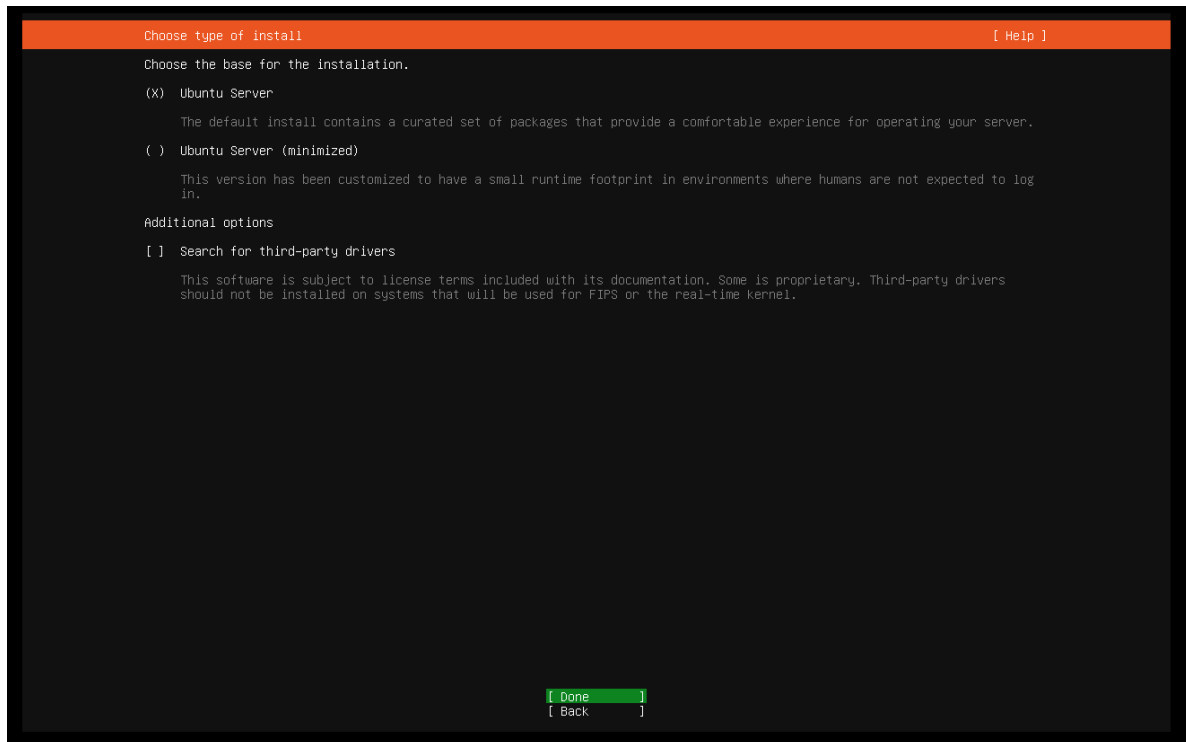 Choose type of install [ Help ]
Choose the base for the installation.
(X) Ubuntu Server
The default install contains a curated set of packages that provide a comfortable experience for operating your server.
( ) Ubuntu Server (minimized)
This version has been customized to have a small runtime footprint in environments where humans are not expected to log
in.
Additional options
[ ] Search for third-party drivers
This software is subject to license terms included with its documentation. Some is proprietary. Third-party drivers
should not be installed on systems that will be used for FIPS or the real-time kernel.
[ Done ]
[ Back ]